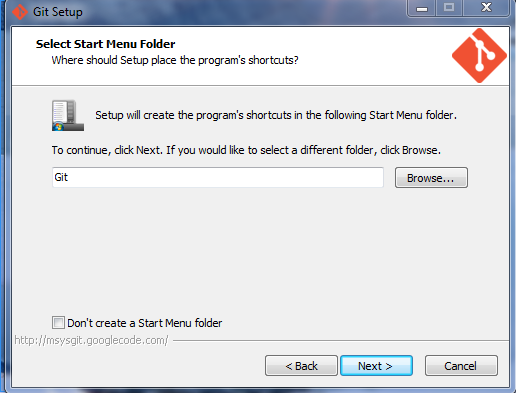 Git Setup
Select Start Menu Folder
Where should Setup place the program's shortcuts?
Setup will create the program's shortcuts in the following Start Menu folder.
To continue, click Next. If you would like to select a different folder, click Browse.
Git
Browse...
Don't create a Start Menu folder
http://msysgit.googlecode.com/
< Back
Next >
Cancel